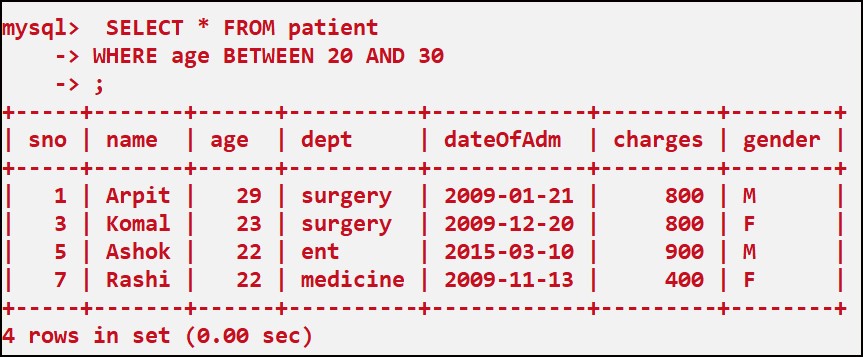 mysql>  SELECT * FROM patient
    -> WHERE age BETWEEN 20 AND 30
    -> ;
+-----+-------+------+----------+------------+---------+--------+
| sno | name  | age  | dept     | dateOfAdm  | charges | gender |
+-----+-------+------+----------+------------+---------+--------+
|   1 | Arpit |   29 | surgery  | 2009-01-21 |     800 | M      |
|   3 | Komal |   23 | surgery  | 2009-12-20 |     800 | F      |
|   5 | Ashok |   22 | ent      | 2015-03-10 |     900 | M      |
|   7 | Rashi |   22 | medicine | 2009-11-13 |     400 | F      |
+-----+-------+------+----------+------------+---------+--------+
4 rows in set (0.00 sec)